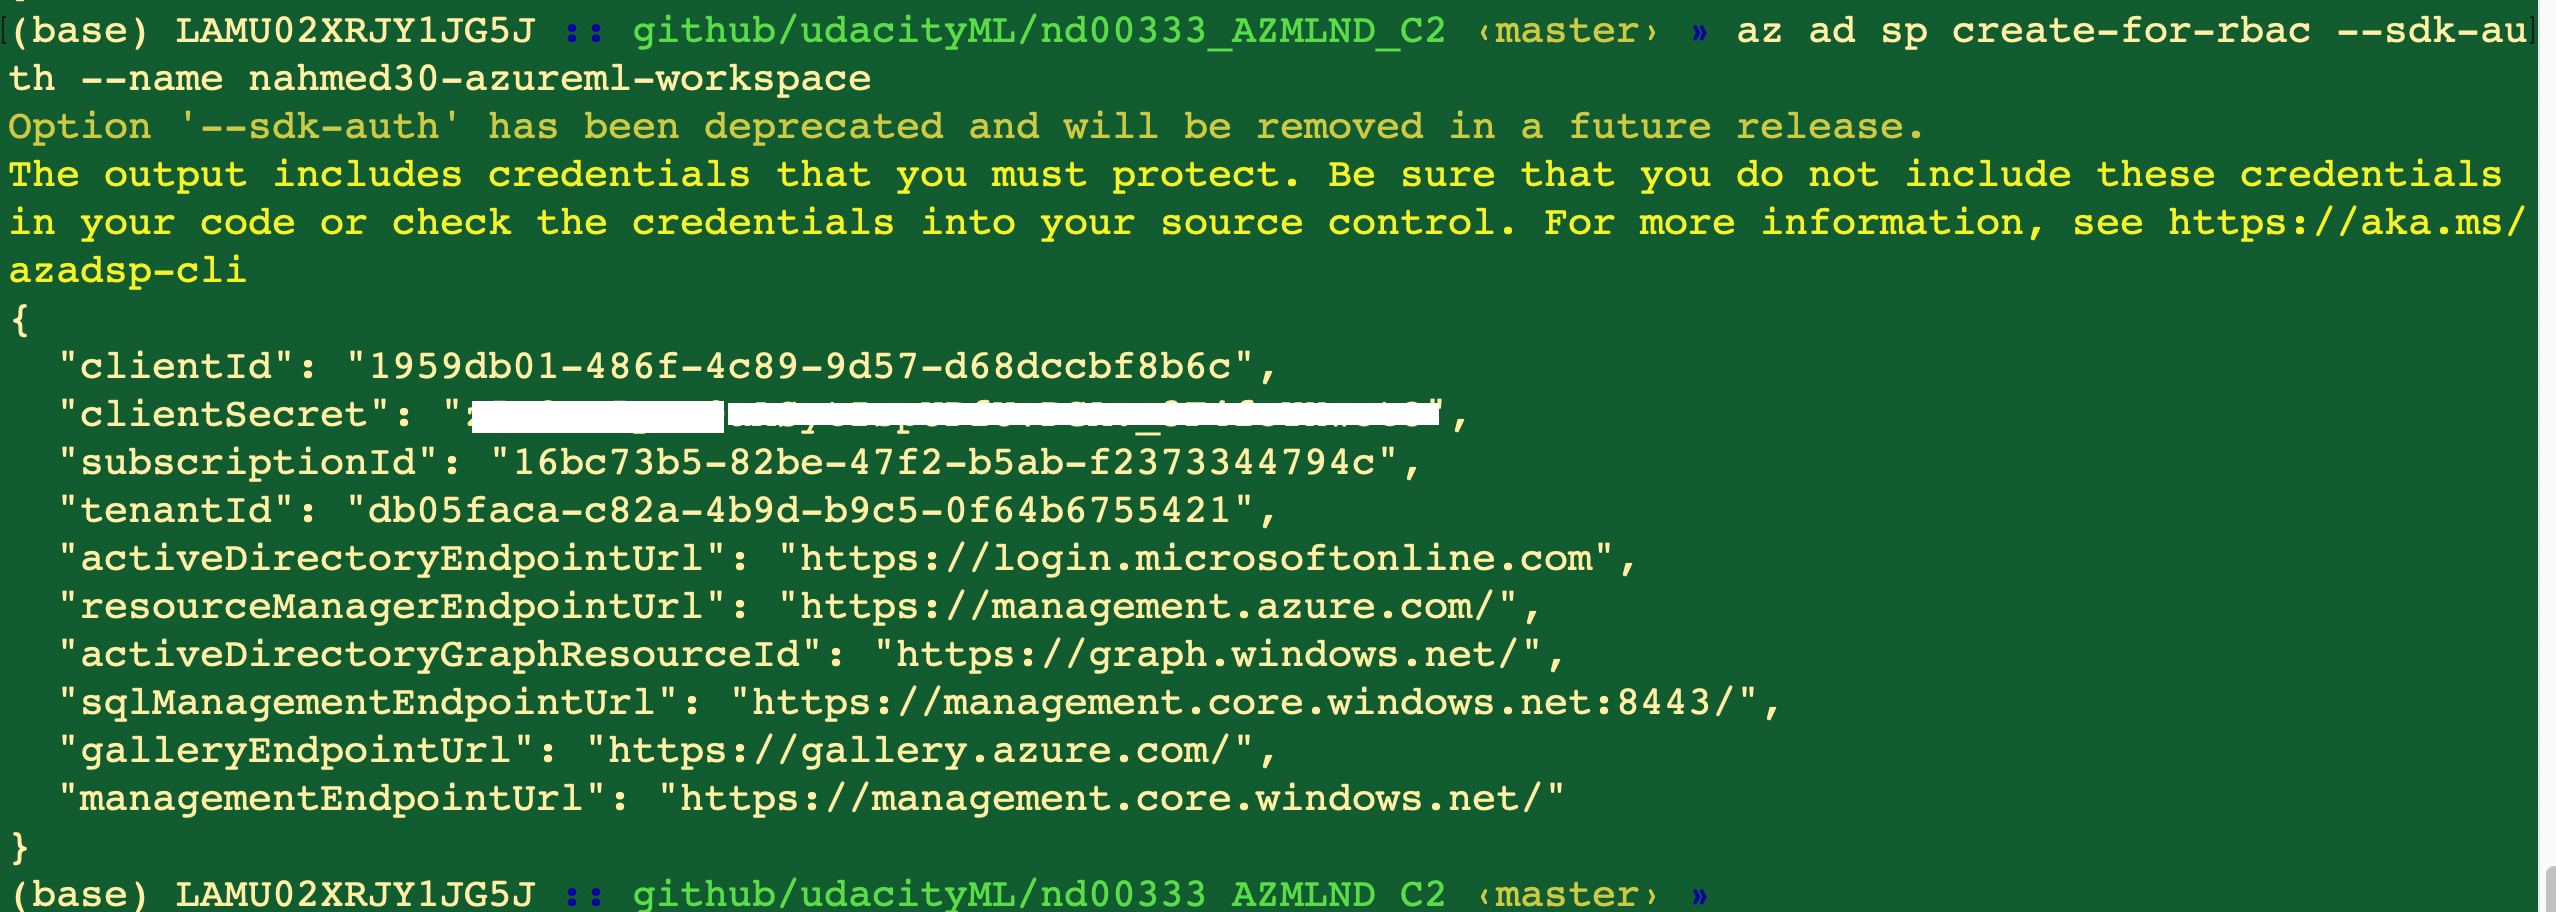 (base) LAMU02XRJY1JG5J :: github/udacityML/nd00333_AZMLND_C2 ‹master› » az ad sp create-for-rbac --sdk-au
th --name nahmed30-azureml-workspace
Option '--sdk-auth' has been deprecated and will be removed in a future release.
The output includes credentials that you must protect. Be sure that you do not include these credentials
in your code or check the credentials into your source control. For more information, see https://aka.ms/
azadsp-cli
{
  "clientId": "1959db01-486f-4c89-9d57-d68dccbf8b6c",
  "clientSecret": "
  "subscriptionId": "16bc73b5-82be-47f2-b5ab-f2373344794c",
  "tenantId": "db05faca-c82a-4b9d-b9c5-0f64b6755421",
  "activeDirectoryEndpointUrl": "https://login.microsoftonline.com",
  "resourceManagerEndpointUrl": "https://management.azure.com/",
  "activeDirectoryGraphResourceId": "https://graph.windows.net/",
  "sqlManagementEndpointUrl": "https://management.core.windows.net:8443/",
  "galleryEndpointUrl": "https://gallery.azure.com/",
  "managementEndpointUrl": "https://management.core.windows.net/"
}
(base) LAMU02XRJY1JG5J :: github/udacityML/nd00333_AZMLND_C2 ‹master› »